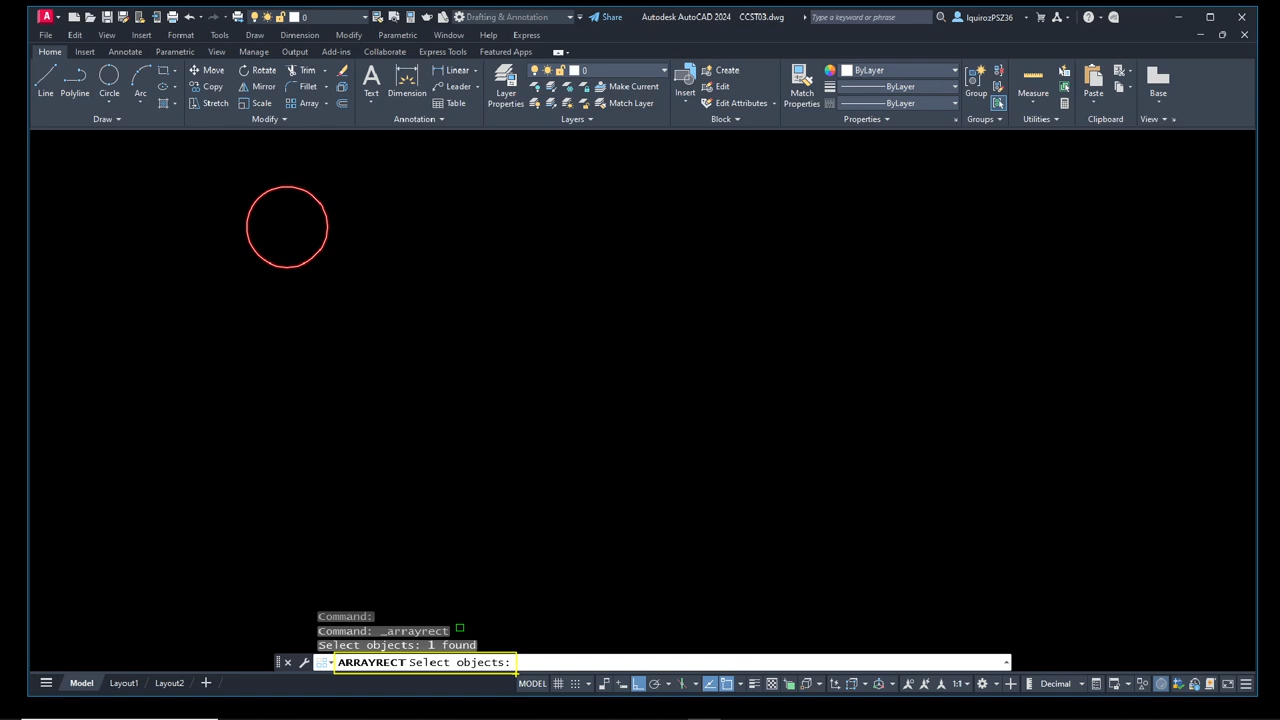 0
Drafting & Annotation
Share
Autodesk AutoCAD 2024 CCST03.dwg
Type a keyword or phrase
lquirozPSZ36
File Edit View Insert Format Tools Draw Dimension Modify Parametric Window Help Express
Home Insert Annotate Parametric View Manage Output Add-ins Collaborate Express Tools Featured Apps
Line
Polyline
Circle
Arc
Draw
Move
Rotate
Trim
Copy
Mirror
Fillet
Stretch
Scale
Array
Modify
Text
Dimension
Linear
Leader
Table
Annotation
Layer
Properties
0
Make Current
Match Layer
Layers
Insert
Create
Edit
Edit Attributes
Block
Match
Properties
ByLayer
ByLayer
ByLayer
Properties
Group
Groups
Measure
Utilities
Paste
Clipboard
Base
View
Command:
Command: _arrayrect
Select objects: 1 found
ARRAYRECT Select objects:
Model Layout1 Layout2 +
MODEL
1:1
Decimal